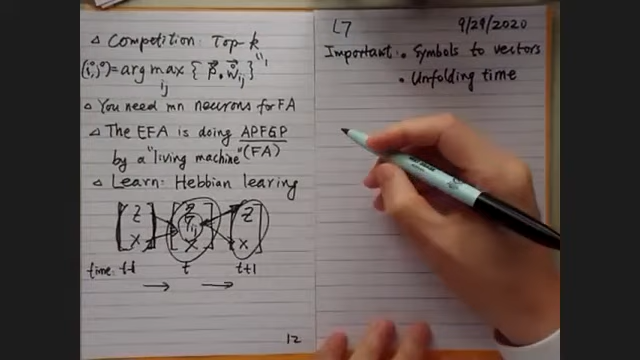 △ Competition: Top-k
(i,j)=arg max { p⃗·w⃗ij }
ij
△ You need mn neurons for FA
△ The EFA is doing APFGP
by a "living machine" (FA)
△ Learn: Hebbian learing
Z Z Z
X X X
time: t-1 t t+1
→ →
12
L7 9/29/2020
Important: • Symbols to vectors
• Unfolding time